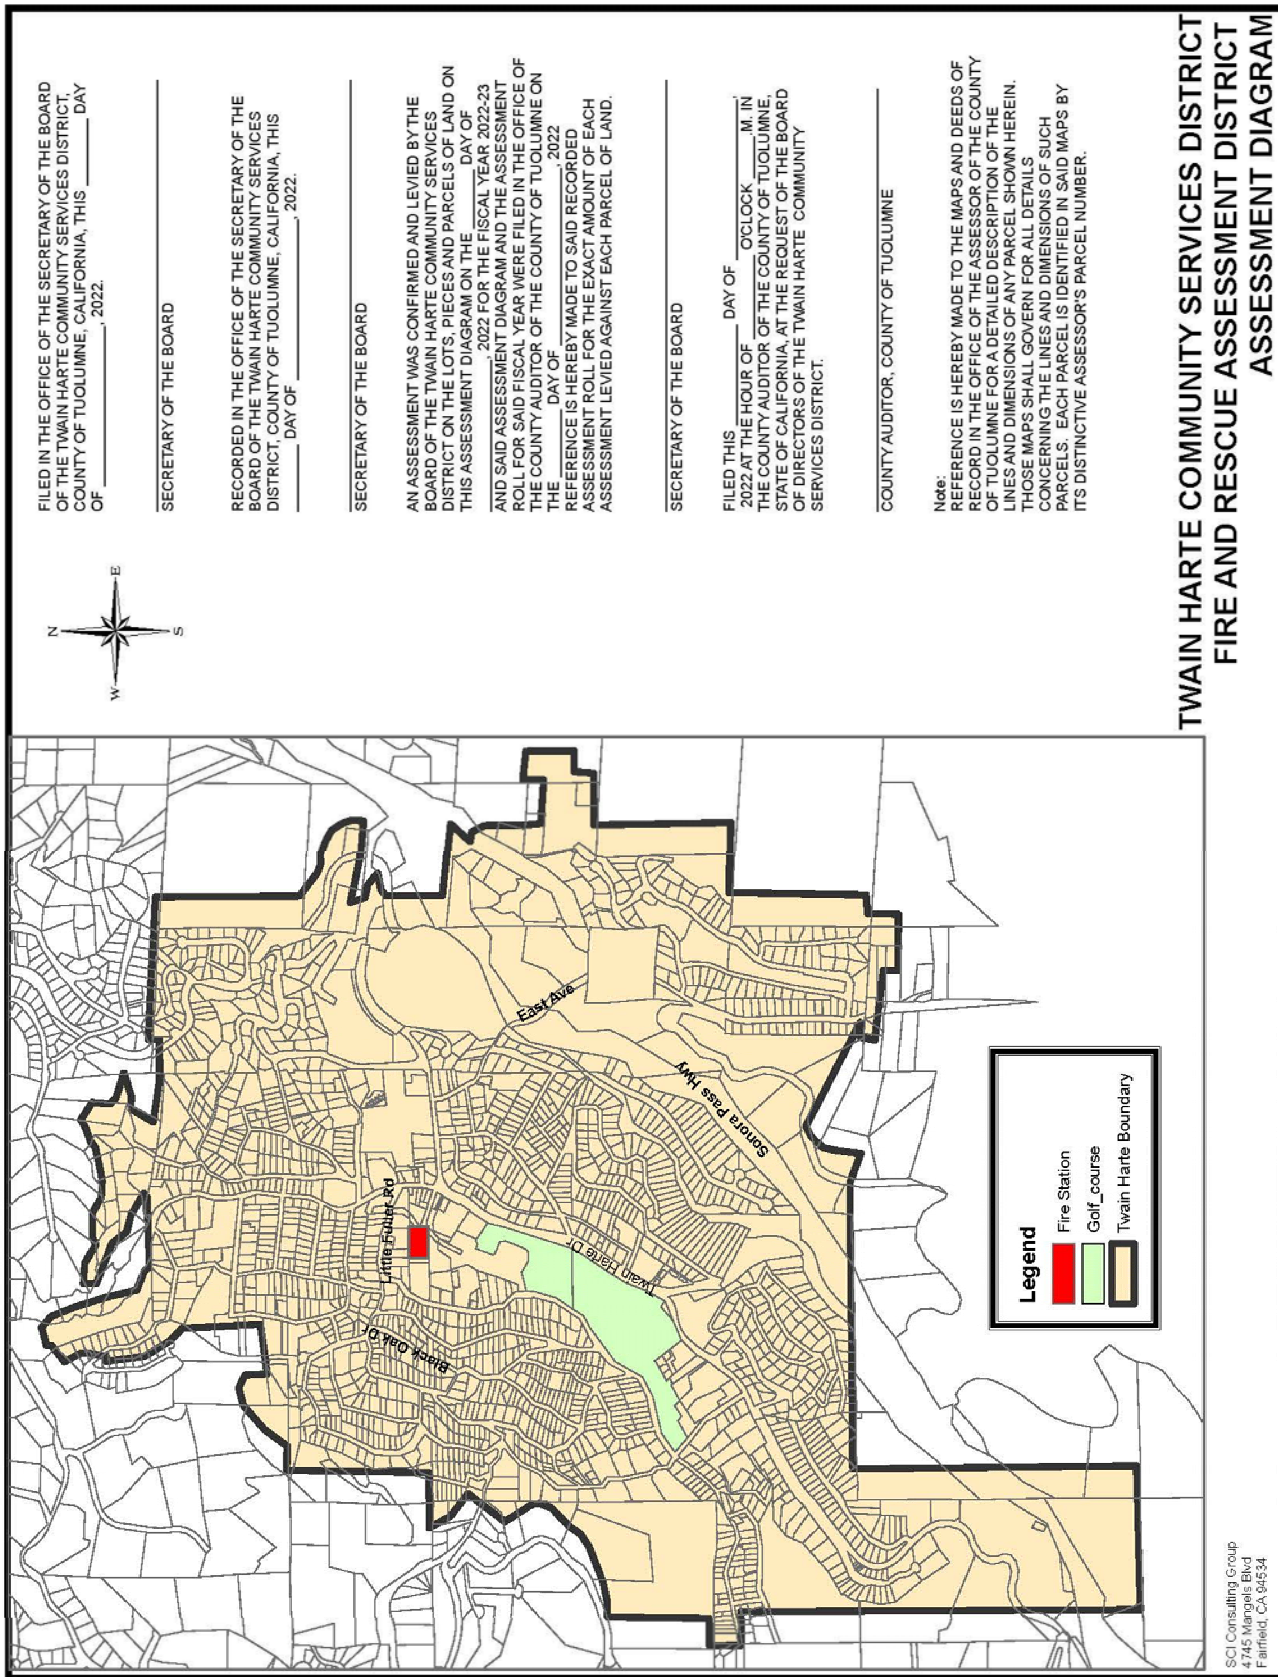 FILED IN THE OFFICE OF THE SECRETARY OF THE BOARD
OF THE TWAIN HARTE COMMUNITY SERVICES DISTRICT,
COUNTY OF TUOLUMNE, CALIFORNIA, THIS ______ DAY
OF ____________, 2022.
SECRETARY OF THE BOARD
RECORDED IN THE OFFICE OF THE SECRETARY OF THE
BOARD OF THE TWAIN HARTE COMMUNITY SERVICES
DISTRICT, COUNTY OF TUOLUMNE, CALIFORNIA, THIS
______ DAY OF ____________, 2022.
SECRETARY OF THE BOARD
AN ASSESSMENT WAS CONFIRMED AND LEVIED BY THE
BOARD OF THE TWAIN HARTE COMMUNITY SERVICES
DISTRICT ON THE LOTS, PIECES AND PARCELS OF LAND ON
THIS ASSESSMENT DIAGRAM ON THE ______ DAY OF
____________, 2022 FOR THE FISCAL YEAR 2022-23
AND SAID ASSESSMENT DIAGRAM AND THE ASSESSMENT
ROLL FOR SAID FISCAL YEAR WERE FILED IN THE OFFICE OF
THE COUNTY AUDITOR OF THE COUNTY OF TUOLUMNE ON
THE ______ DAY OF ____________, 2022
REFERENCE IS HEREBY MADE TO SAID RECORDED
ASSESSMENT ROLL FOR THE EXACT AMOUNT OF EACH
ASSESSMENT LEVIED AGAINST EACH PARCEL OF LAND.
SECRETARY OF THE BOARD
FILED THIS ______ DAY OF ____________,
2022 AT THE HOUR OF ______ O'CLOCK ____.M. IN
THE COUNTY AUDITOR OF THE COUNTY OF TUOLUMNE,
STATE OF CALIFORNIA, AT THE REQUEST OF THE BOARD
OF DIRECTORS OF THE TWAIN HARTE COMMUNITY
SERVICES DISTRICT.
COUNTY AUDITOR, COUNTY OF TUOLUMNE
Note:
REFERENCE IS HEREBY MADE TO THE MAPS AND DEEDS OF
RECORD IN THE OFFICE OF THE ASSESSOR OF THE COUNTY
OF TUOLUMNE FOR A DETAILED DESCRIPTION OF THE
LINES AND DIMENSIONS OF ANY PARCEL SHOWN HEREIN.
THOSE MAPS SHALL GOVERN FOR ALL DETAILS
CONCERNING THE LINES AND DIMENSIONS OF SUCH
PARCELS. EACH PARCEL IS IDENTIFIED IN SAID MAPS BY
ITS DISTINCTIVE ASSESSOR'S PARCEL NUMBER.
N
W
E
S
Little Fuller Rd
Black Oak Dr
East Ave
Twain Harte Dr
Sonora Pass Hwy
Legend
Fire Station
Golf_course
Twain Harte Boundary
TWAIN HARTE COMMUNITY SERVICES DISTRICT
FIRE AND RESCUE ASSESSMENT DISTRICT
ASSESSMENT DIAGRAM
SCI Consulting Group
4745 Mangels Blvd
Fairfield, CA 94534